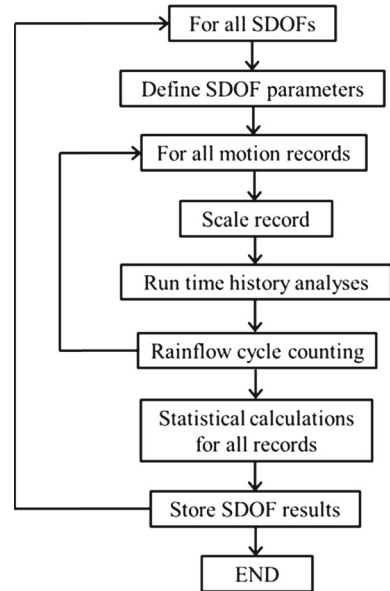 For all SDOFs
Define SDOF parameters
For all motion records
Scale record
Run time history analyses
Rainflow cycle counting
Statistical calculations
for all records
Store SDOF results
END